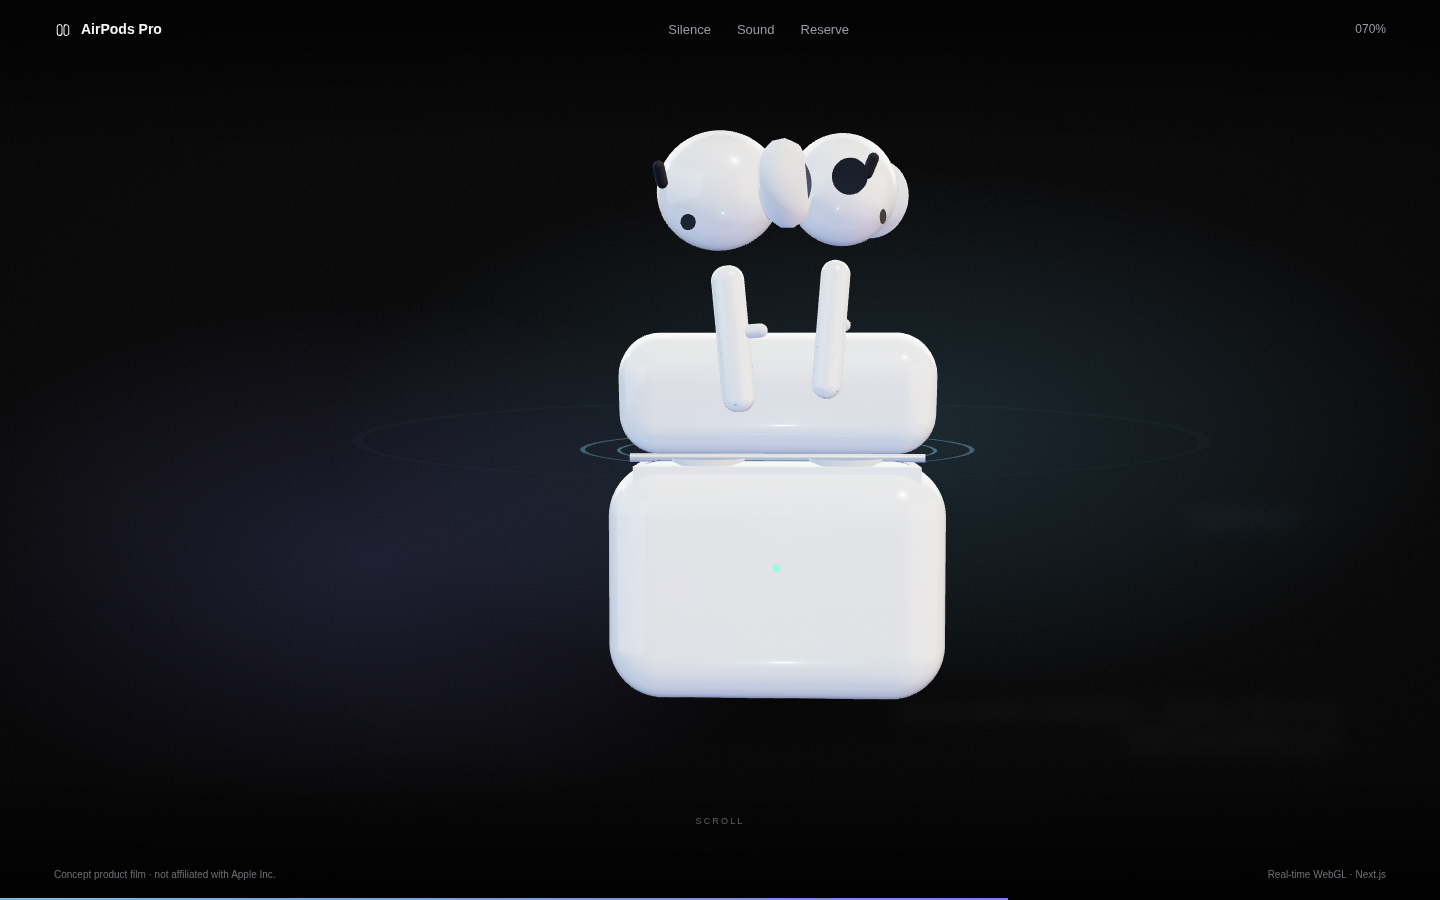 AirPods Pro
Silence
Sound
Reserve
070%
SCROLL
Concept product film · not affiliated with Apple Inc.
Real-time WebGL · Next.js